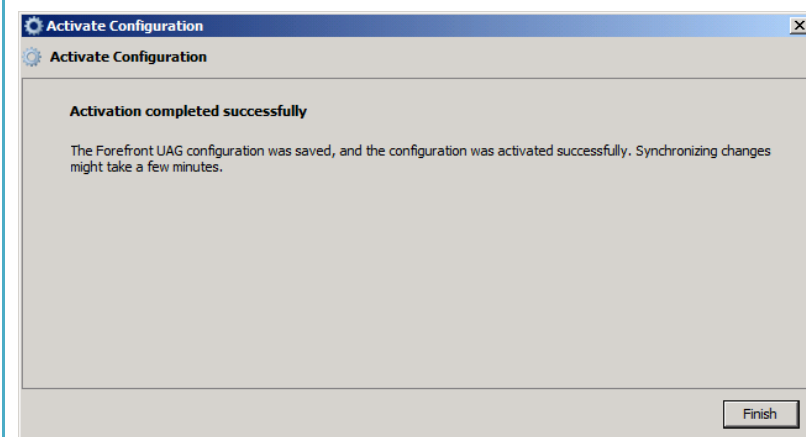 Activate Configuration
Activate Configuration
Activation completed successfully
The Forefront UAG configuration was saved, and the configuration was activated successfully. Synchronizing changes
might take a few minutes.
Finish